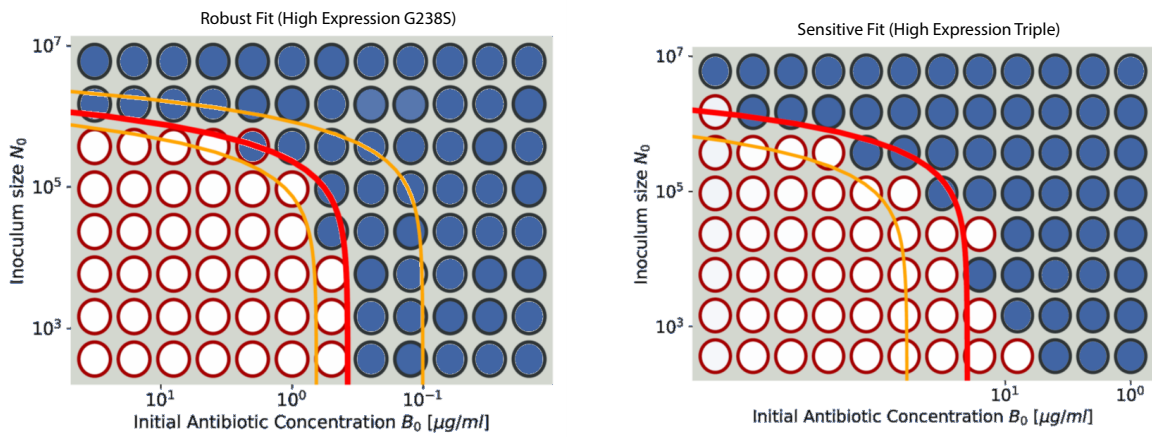 Robust Fit (High Expression G238S)
10⁷
10⁵
10³
Inoculum size N₀
10¹
10⁰
10⁻¹
Initial Antibiotic Concentration B₀ [μg/ml]
Sensitive Fit (High Expression Triple)
10⁷
10⁵
10³
Inoculum size N₀
10¹
10⁰
Initial Antibiotic Concentration B₀ [μg/ml]